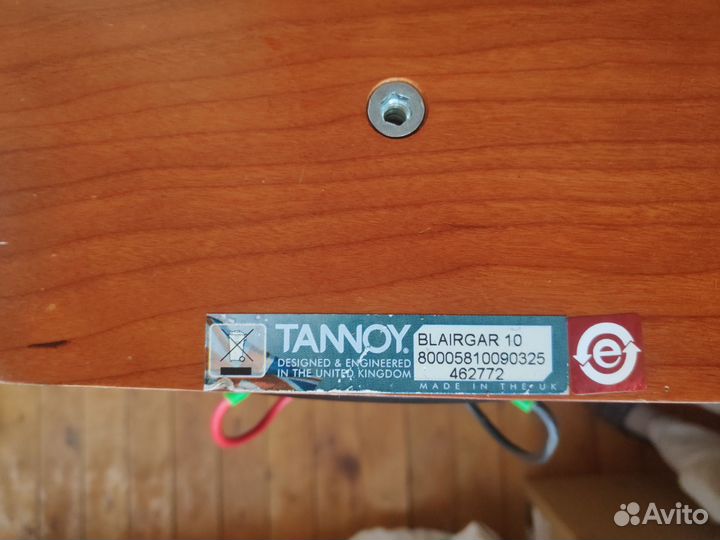 TANNOY.
DESIGNED & ENGINEERED
IN THE UNITED KINGDOM
BLAIRGAR 10
80005810090325
462772
MADE IN THE UK
e
Avito